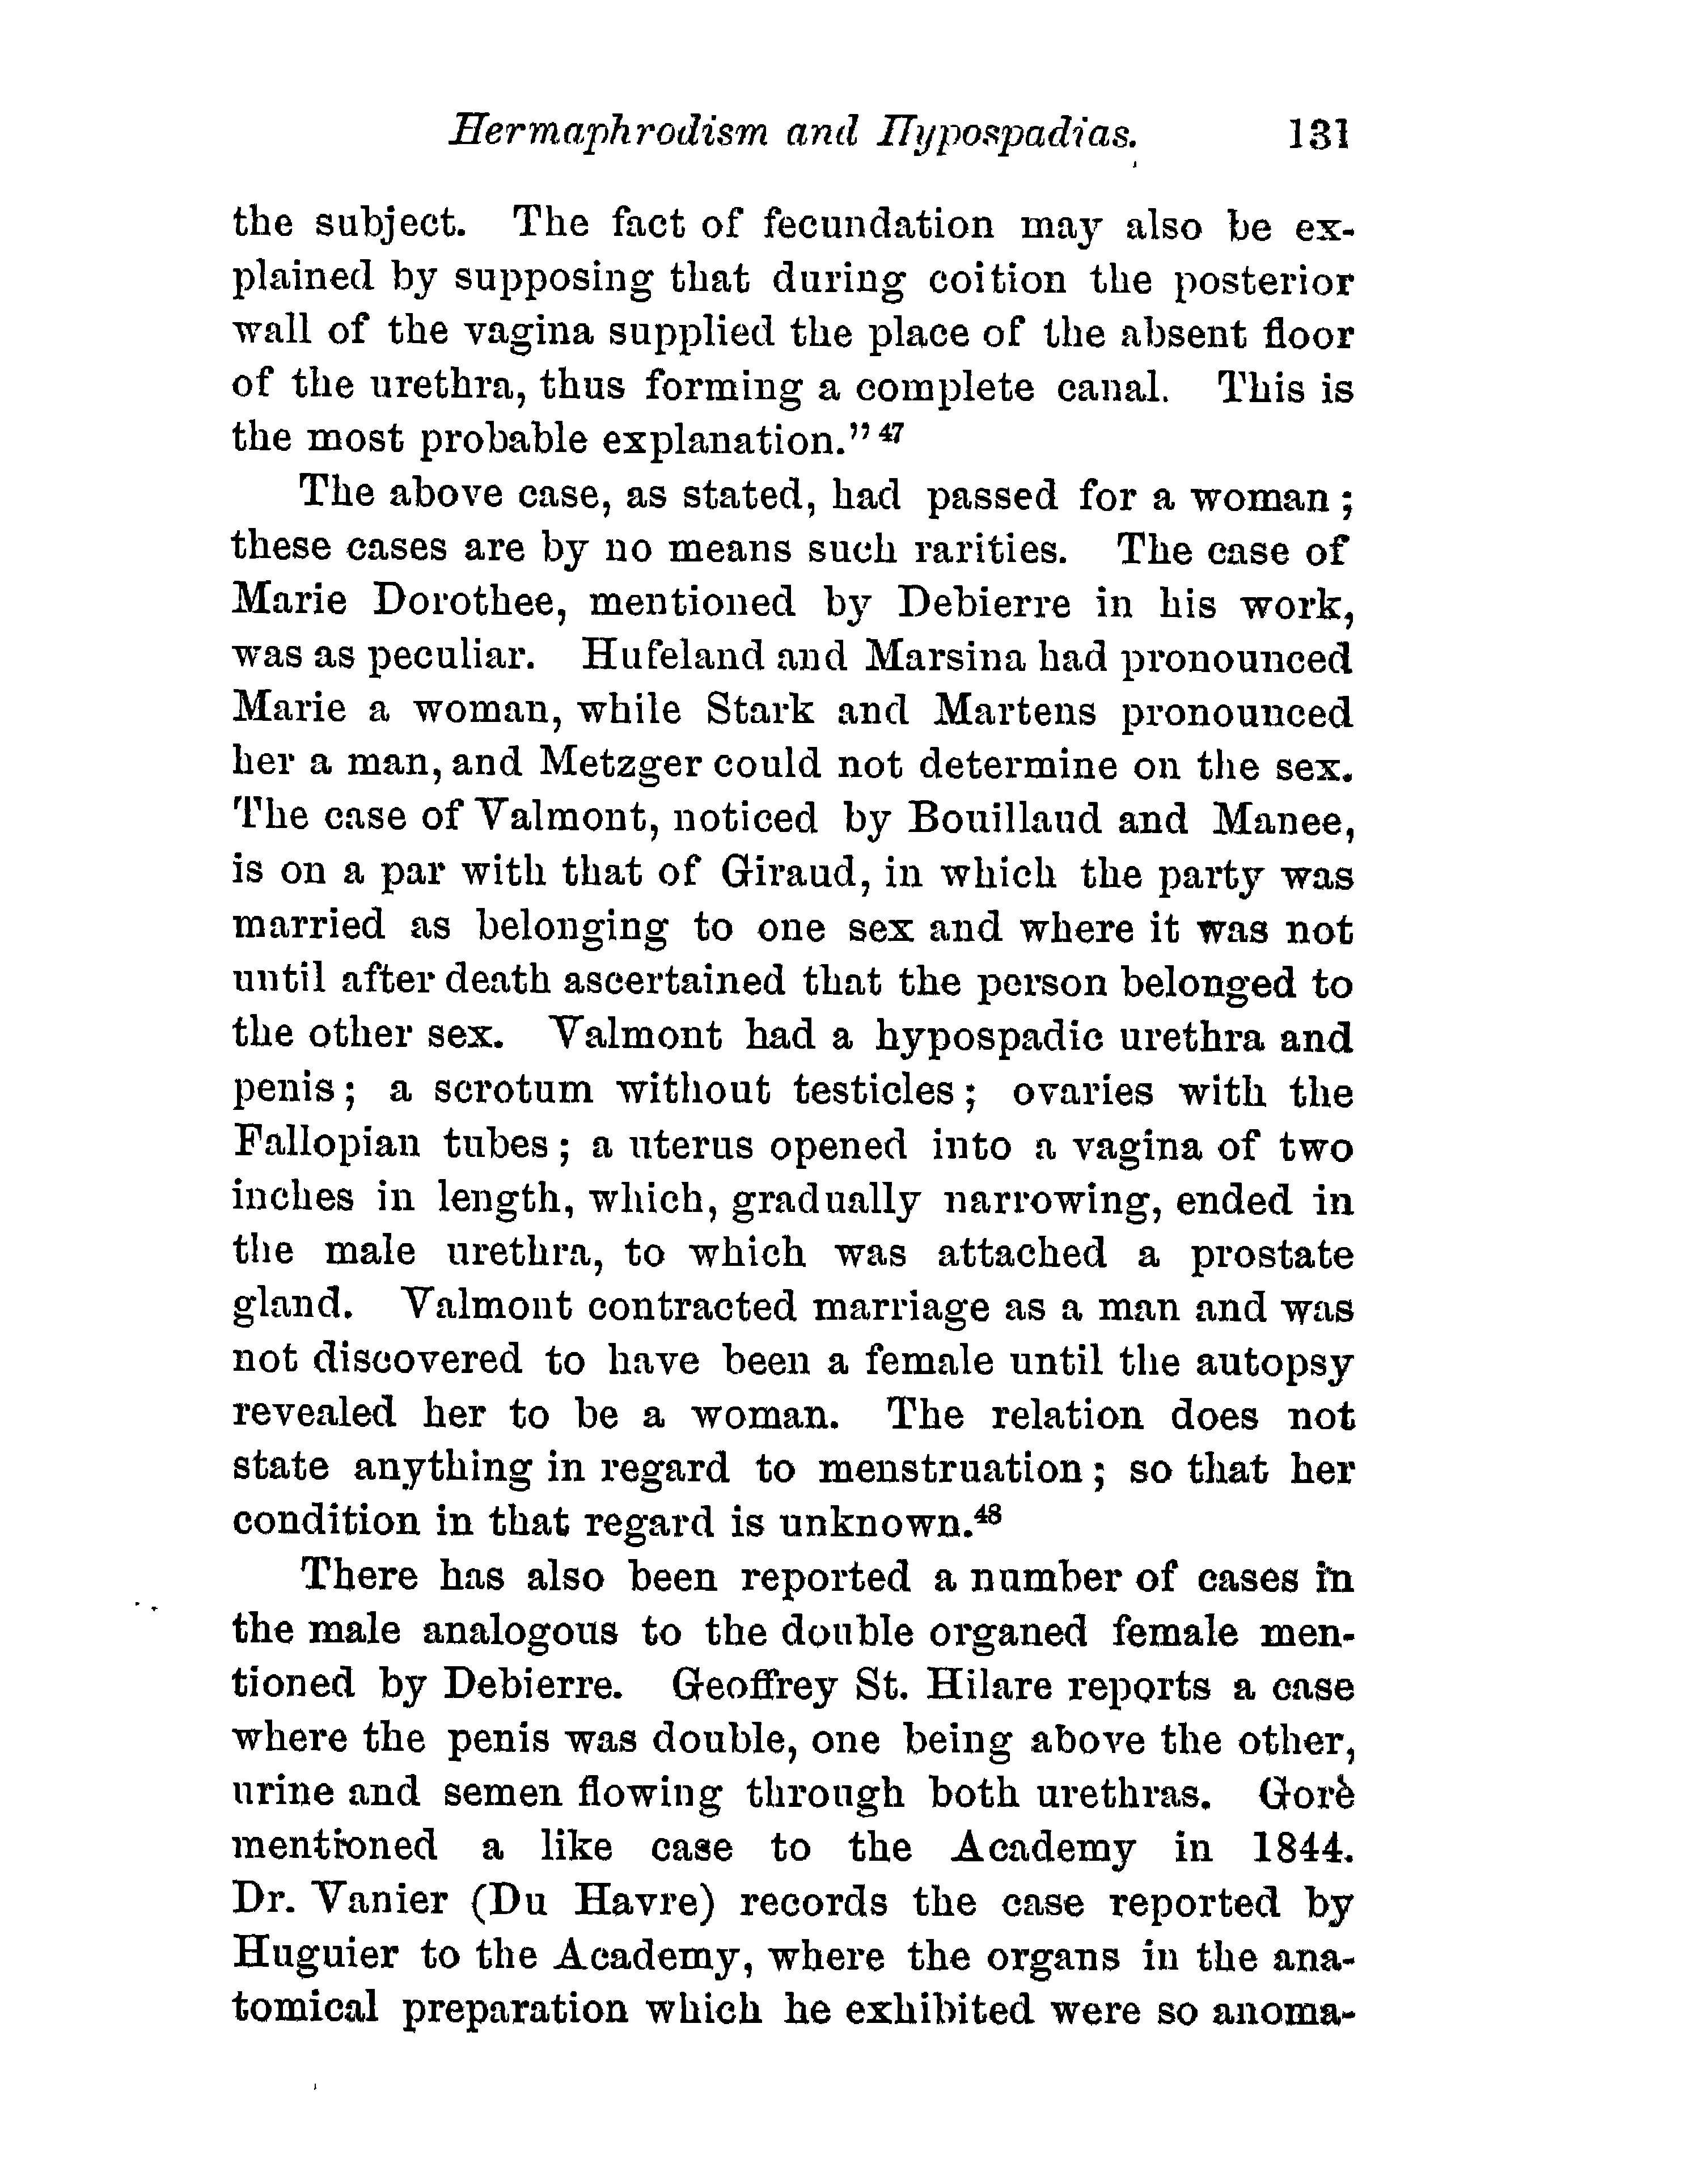 Hermaphrodism and Hypospadias. 131
the subject. The fact of fecundation may also be ex-
plained by supposing that during coition the posterior
wall of the vagina supplied the place of the absent floor
of the urethra, thus forming a complete canal. This is
the most probable explanation." 47
The above case, as stated, had passed for a woman;
these cases are by no means such rarities. The case of
Marie Dorothee, mentioned by Debierre in his work,
was as peculiar. Hufeland and Marsina had pronounced
Marie a woman, while Stark and Martens pronounced
her a man, and Metzger could not determine on the sex.
The case of Valmont, noticed by Bouillaud and Manee,
is on a par with that of Giraud, in which the party was
married as belonging to one sex and where it was not
until after death ascertained that the person belonged to
the other sex. Valmont had a hypospadic urethra and
penis; a scrotum without testicles; ovaries with the
Fallopian tubes; a uterus opened into a vagina of two
inches in length, which, gradually narrowing, ended in
the male urethra, to which was attached a prostate
gland. Valmont contracted marriage as a man and was
not discovered to have been a female until the autopsy
revealed her to be a woman. The relation does not
state anything in regard to menstruation; so that her
condition in that regard is unknown.48
There has also been reported a number of cases in
the male analogous to the double organed female men-
tioned by Debierre. Geoffrey St. Hilare reports a case
where the penis was double, one being above the other,
urine and semen flowing through both urethras. Gorè
mentioned a like case to the Academy in 1844.
Dr. Vanier (Du Havre) records the case reported by
Huguier to the Academy, where the organs in the ana-
tomical preparation which he exhibited were so anoma-